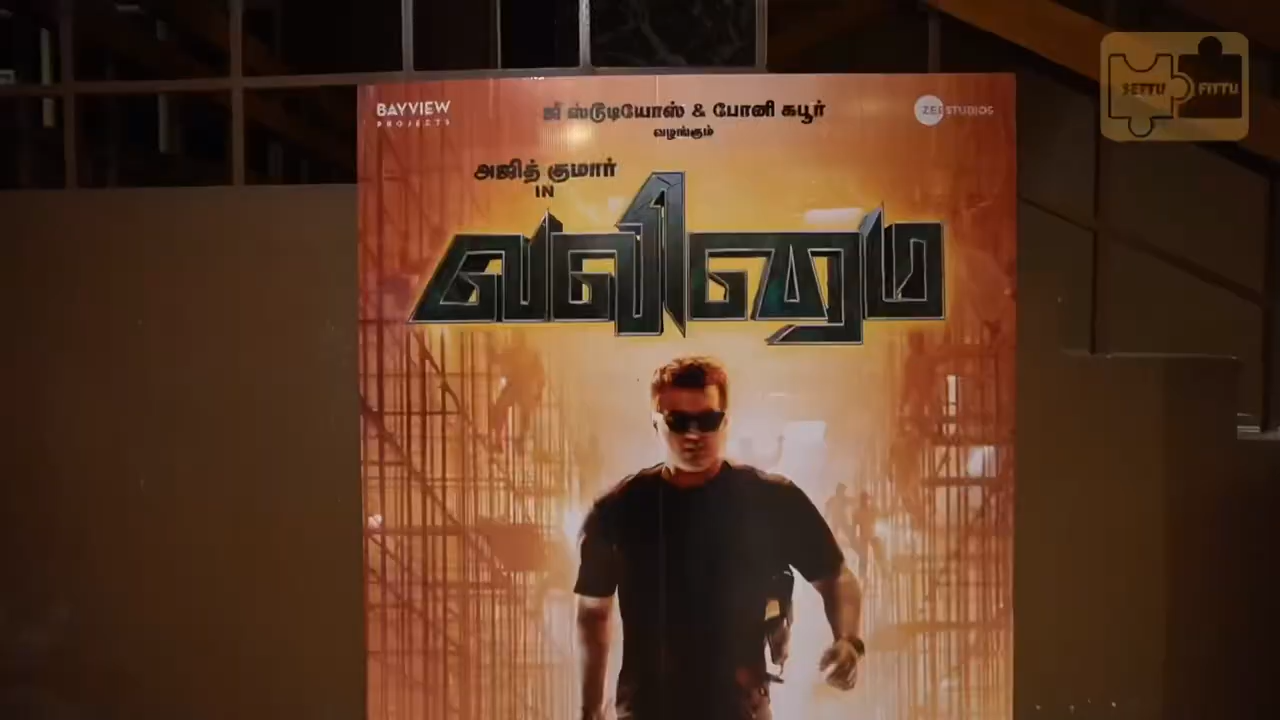 BAYVIEW
PROJECTS
ஜீ ஸ்டூடியோஸ் & போனி கபூர்
வழங்கும்
ZEE STUDIOS
SETTU FITTU
அஜித் குமார்
IN
வலிமை